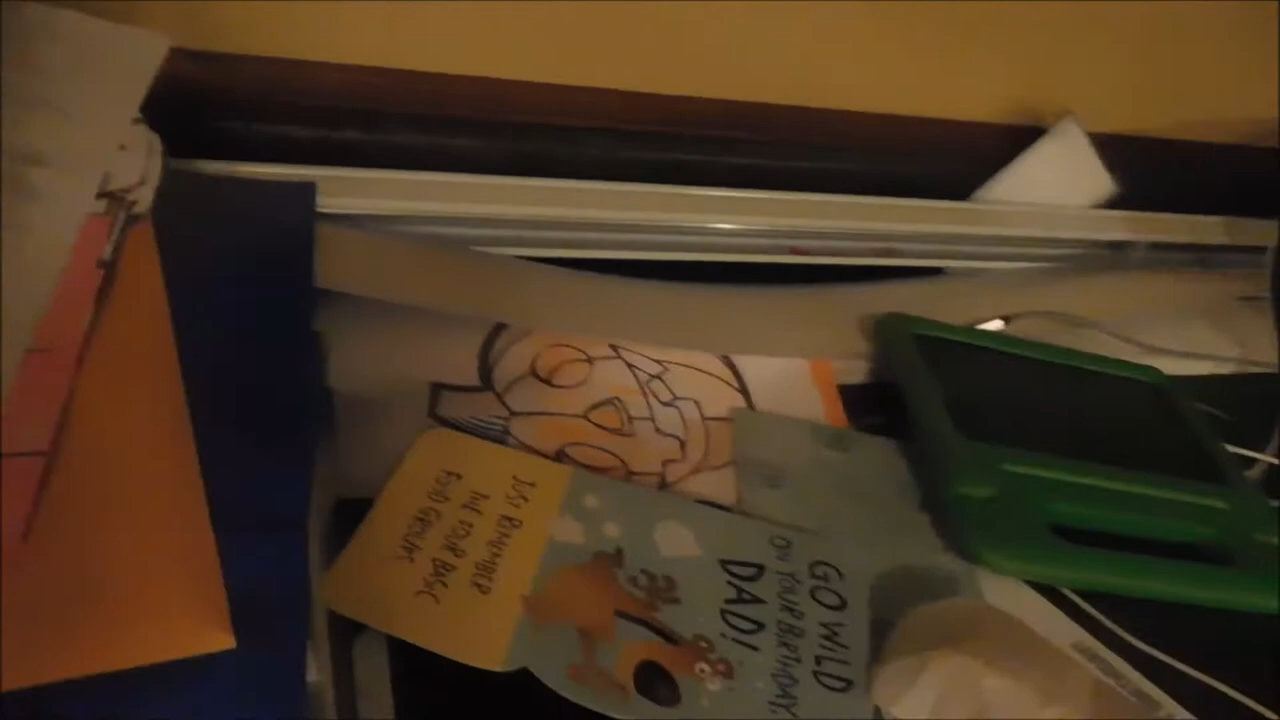 GO WILD
ON YOUR BIRTHDAY,
DAD!
JUST REMEMBER
THE FOUR BASIC
FOOD GROUPS